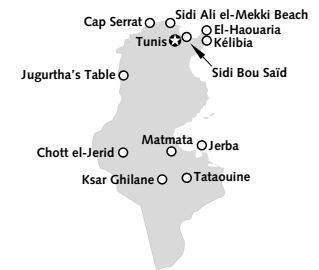 Sidi Ali el-Mekki Beach
Cap Serrat
El-Haouaria
Tunis
Kélibia
Jugurtha's Table
Sidi Bou Saïd
Matmata
Jerba
Chott el-Jerid
Ksar Ghilane
Tataouine